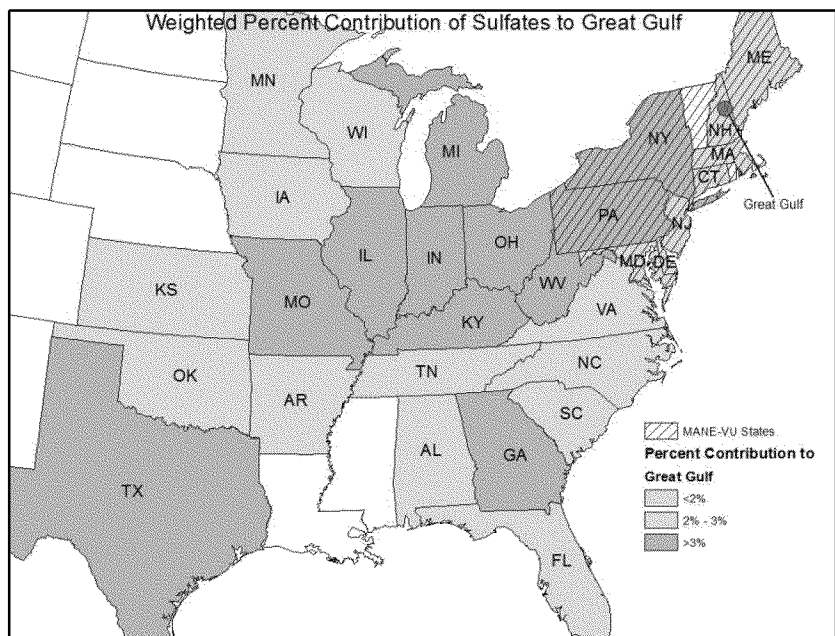 Weighted Percent Contribution of Sulfates to Great Gulf
MN
ME
WI
MI
NY
NH
MA
CT
Great Gulf
IA
PA
NJ
OH
IL
IN
MD
DE
WV
KS
MO
VA
KY
NC
TN
OK
AR
SC
AL
GA
TX
FL
MANE-VU States
Percent Contribution to
Great Gulf
<2%
2% - 3%
>3%